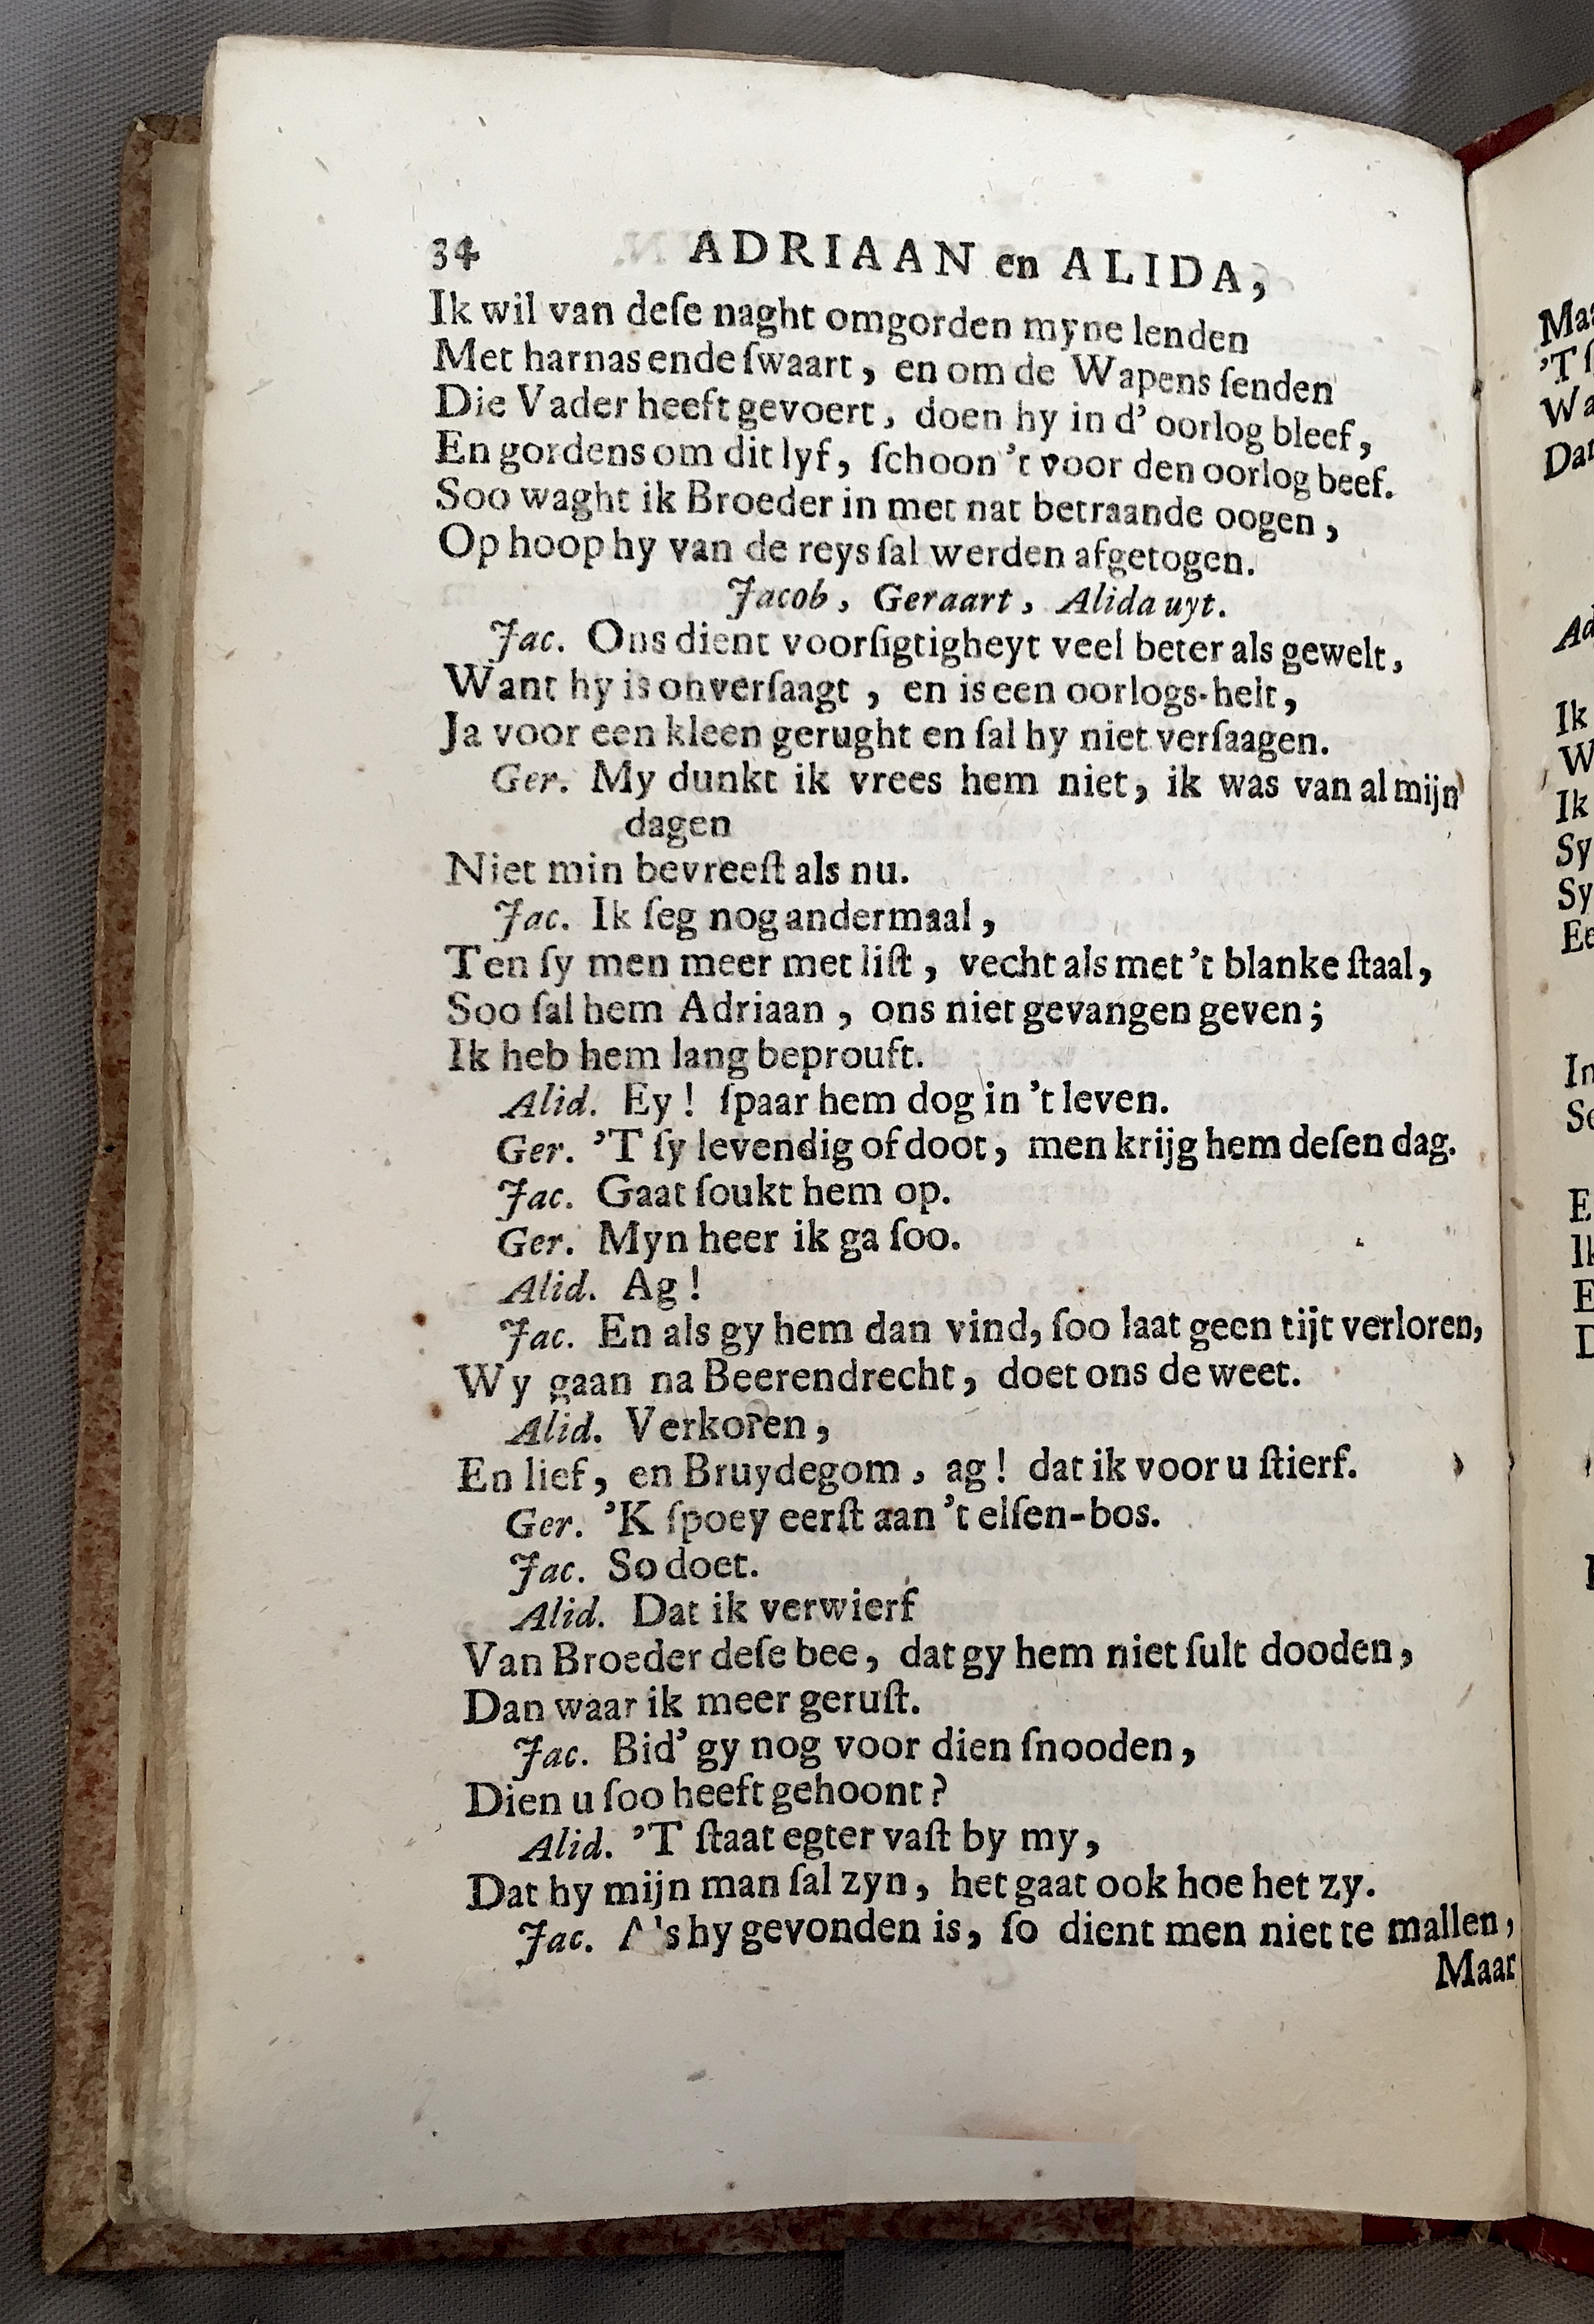 34 ADRIAAN en ALIDA,
Ik wil van deſe naght omgorden myne lenden
Met harnas ende ſwaart, en om de Wapens ſenden
Die Vader heeft gevoert, doen hy in d' oorlog bleef,
En gordens om dit lyf, ſchoon 't voor den oorlog beef.
Soo waght ik Broeder in met nat betraande oogen,
Op hoop hy van de reys ſal werden afgetogen.
Jacob, Geraart, Alida uyt.
Jac. Ons dient voorſigtigheyt veel beter als gewelt,
Want hy is onverſaagt, en is een oorlogs-helt,
Ja voor een kleen gerught en ſal hy niet verſaagen.
Ger. My dunkt ik vrees hem niet, ik was van al mijn
dagen
Niet min bevreeſt als nu.
Jac. Ik ſeg nog andermaal,
Ten ſy men meer met liſt, vecht als met 't blanke ſtaal,
Soo ſal hem Adriaan, ons niet gevangen geven;
Ik heb hem lang beprouft.
Alid. Ey! ſpaar hem dog in 't leven.
Ger. 'T ſy levendig of doot, men krijg hem deſen dag.
Jac. Gaat ſoukt hem op.
Ger. Myn heer ik ga ſoo.
Alid. Ag!
Jac. En als gy hem dan vind, ſoo laat geen tijt verloren,
Wy gaan na Beerendrecht, doet ons de weet.
Alid. Verkoren,
En lief, en Bruydegom, ag! dat ik voor u ſtierf.
Ger. 'K ſpoey eerſt aan 't elſen-bos.
Jac. So doet.
Alid. Dat ik verwierf
Van Broeder deſe bee, dat gy hem niet ſult dooden,
Dan waar ik meer geruſt.
Jac. Bid' gy nog voor dien ſnooden,
Dien u ſoo heeft gehoont?
Alid. 'T ſtaat egter vaſt by my,
Dat hy mijn man ſal zyn, het gaat ook hoe het zy.
Jac. Als hy gevonden is, ſo dient men niet te mallen,
Maar